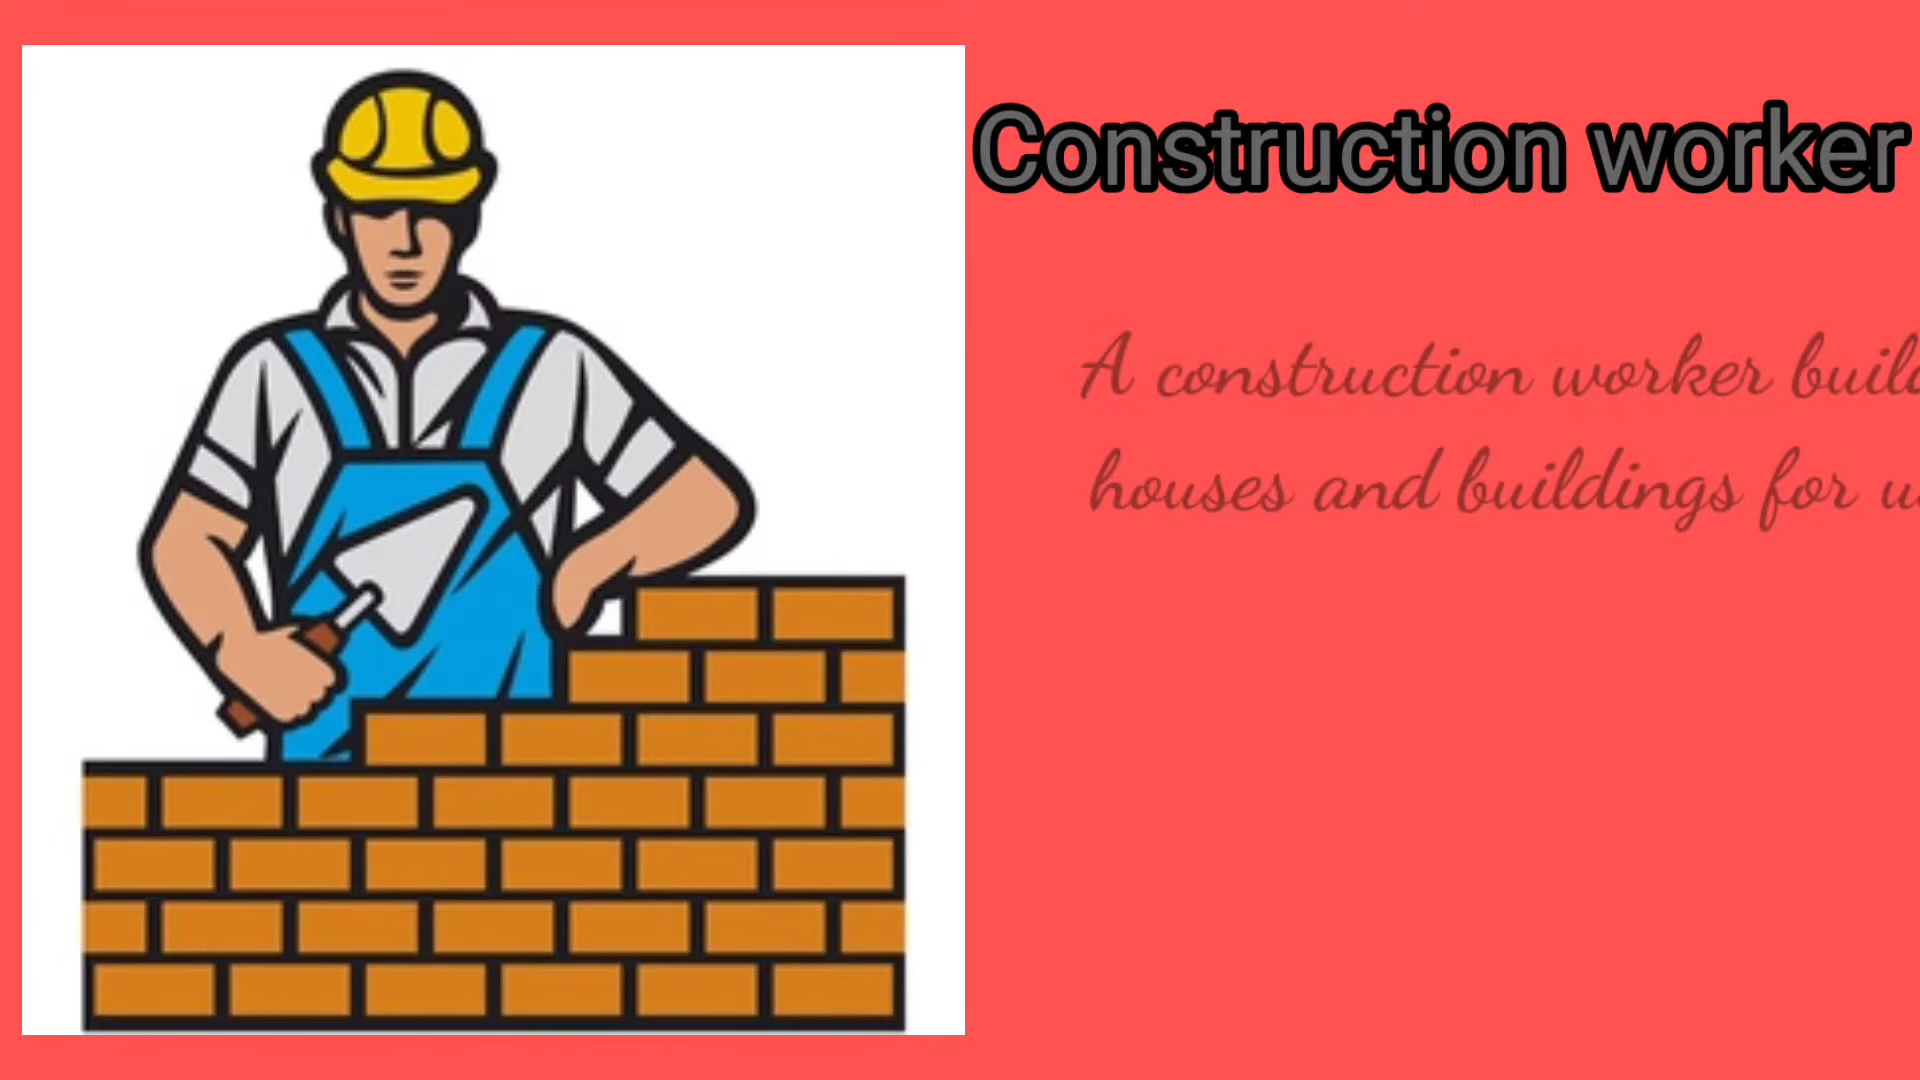 Construction worker
A construction worker
houses and buildings for